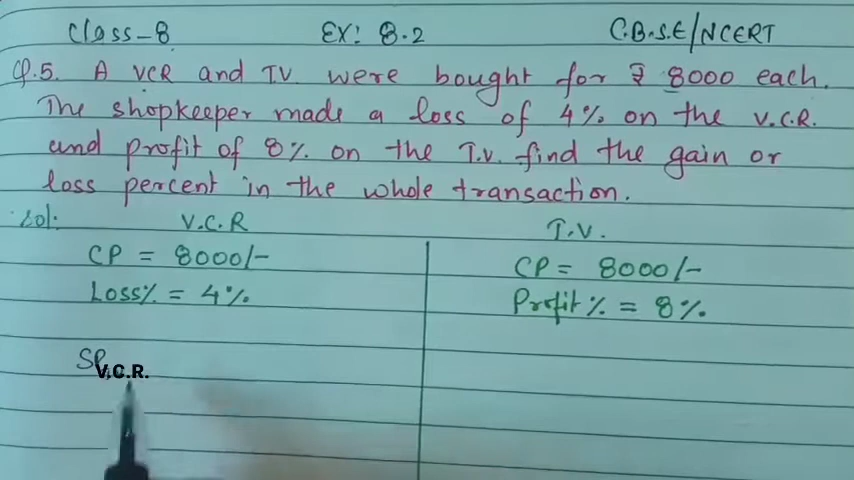 Class-8 EX: 8.2 C.B.S.E/NCERT
Q.5. A VCR and TV were bought for ₹ 8000 each.
The shopkeeper made a loss of 4% on the V.C.R.
and profit of 8% on the T.V. find the gain or
loss percent in the whole transaction.
Sol: V.C.R T.V.
CP = 8000/- CP = 8000/-
Loss% = 4% Profit% = 8%
SP V.C.R.